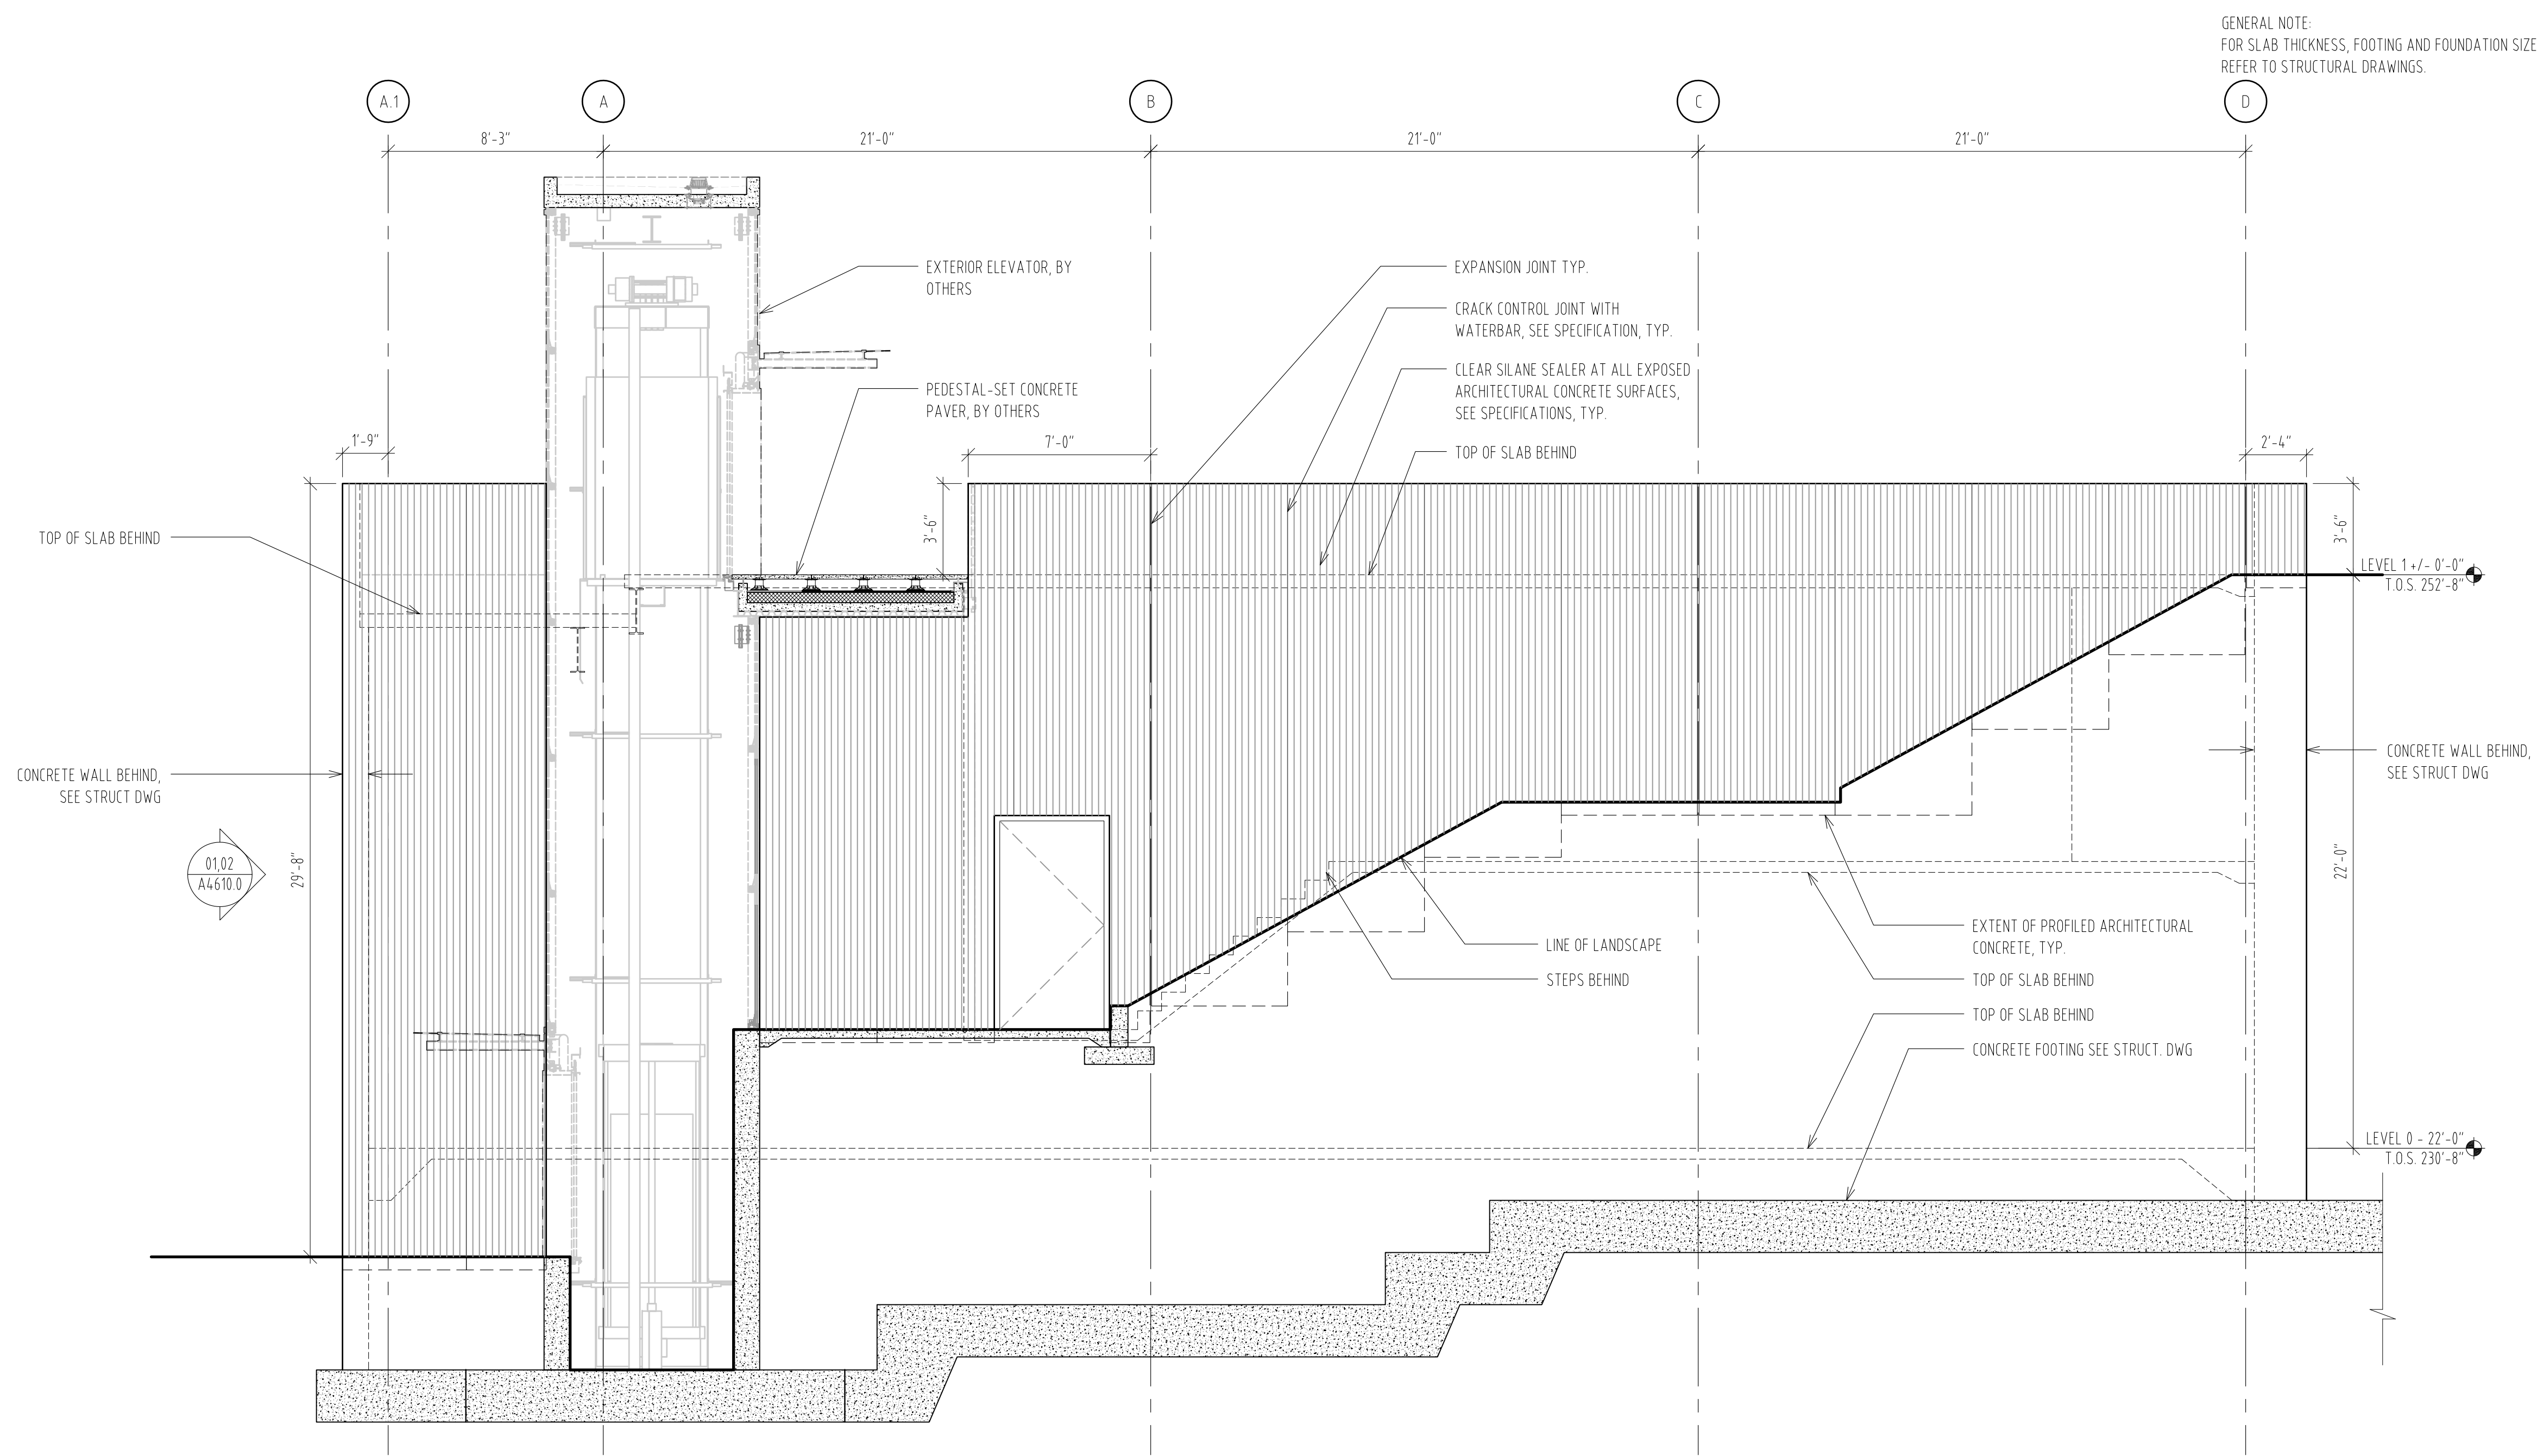 GENERAL NOTE:
FOR SLAB THICKNESS, FOOTING AND FOUNDATION SIZE
REFER TO STRUCTURAL DRAWINGS.
A.1
A
B
C
D
8'-3"
21'-0"
21'-0"
21'-0"
EXTERIOR ELEVATOR, BY
OTHERS
EXPANSION JOINT TYP.
CRACK CONTROL JOINT WITH
WATERBAR, SEE SPECIFICATION, TYP.
CLEAR SILANE SEALER AT ALL EXPOSED
ARCHITECTURAL CONCRETE SURFACES,
SEE SPECIFICATIONS, TYP.
PEDESTAL-SET CONCRETE
PAVER, BY OTHERS
TOP OF SLAB BEHIND
1'-9"
7'-0"
2'-4"
3'-6"
3'-6"
TOP OF SLAB BEHIND
LEVEL 1 +/- 0'-0"
T.O.S. 252'-8"
CONCRETE WALL BEHIND,
SEE STRUCT DWG
CONCRETE WALL BEHIND,
SEE STRUCT DWG
01,02
A4610.0
29'-8"
22'-0"
LINE OF LANDSCAPE
STEPS BEHIND
EXTENT OF PROFILED ARCHITECTURAL
CONCRETE, TYP.
TOP OF SLAB BEHIND
TOP OF SLAB BEHIND
CONCRETE FOOTING SEE STRUCT. DWG
LEVEL 0 - 22'-0"
T.O.S. 230'-8"